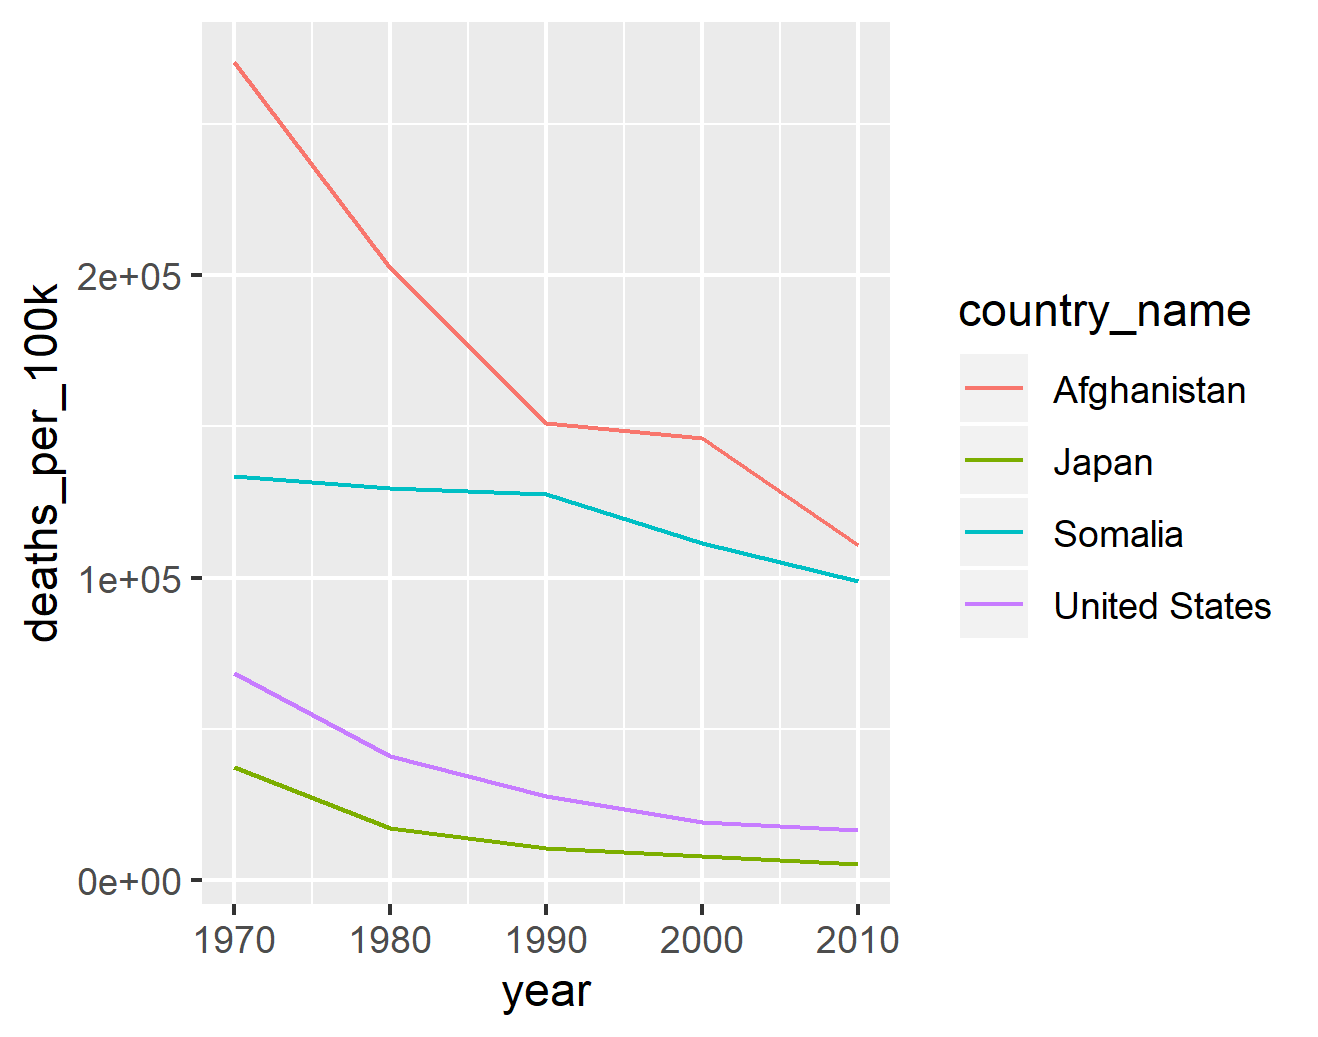 deaths_per_100k
2e+05
1e+05
0e+00
1970 1980 1990 2000 2010
year
country_name
Afghanistan
Japan
Somalia
United States